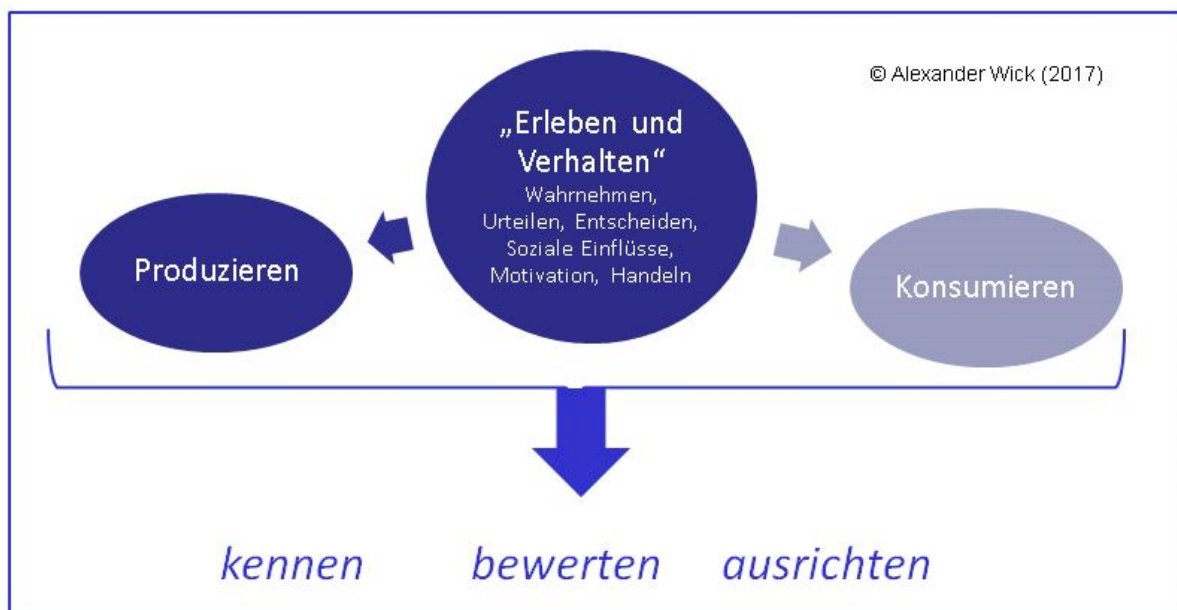 © Alexander Wick (2017)
„Erleben und
Verhalten“
Wahrnehmen,
Urteilen, Entscheiden,
Soziale Einflüsse,
Motivation, Handeln
Produzieren
Konsumieren
kennen bewerten ausrichten